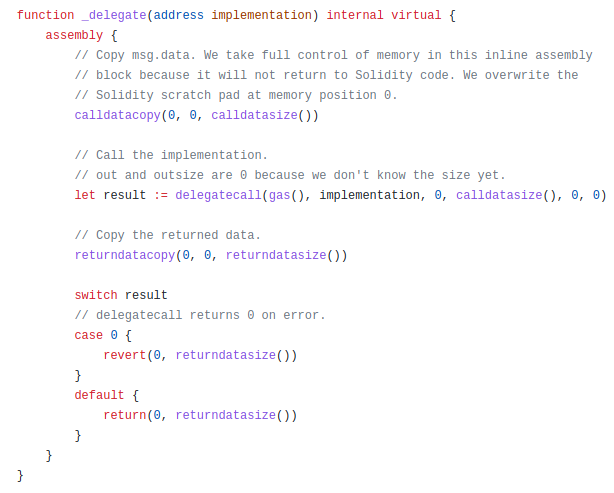 function _delegate(address implementation) internal virtual {
    assembly {
        // Copy msg.data. We take full control of memory in this inline assembly
        // block because it will not return to Solidity code. We overwrite the
        // Solidity scratch pad at memory position 0.
        calldatacopy(0, 0, calldatasize())

        // Call the implementation.
        // out and outsize are 0 because we don't know the size yet.
        let result := delegatecall(gas(), implementation, 0, calldatasize(), 0, 0)

        // Copy the returned data.
        returndatacopy(0, 0, returndatasize())

        switch result
        // delegatecall returns 0 on error.
        case 0 {
            revert(0, returndatasize())
        }
        default {
            return(0, returndatasize())
        }
    }
}